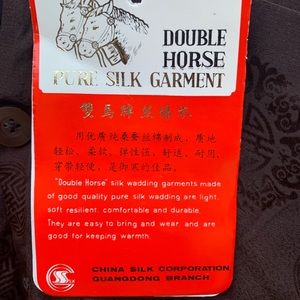 DOUBLE
HORSE
PURE SILK GARMENT
雙馬牌丝棉衣
用优质纯桑蚕丝绵制成，质地
轻松、柔软、弹性强、舒适、耐用、
穿带轻便，是御寒的佳品。
"Double Horse" silk wadding garments made
of good quality pure silk wadding are light.
soft resilient. comfortable and durable.
They are easy to bring and wear. and are
good for keeping warmth.
CHINA SILK CORPORATION
GUANGDONG BRANCH